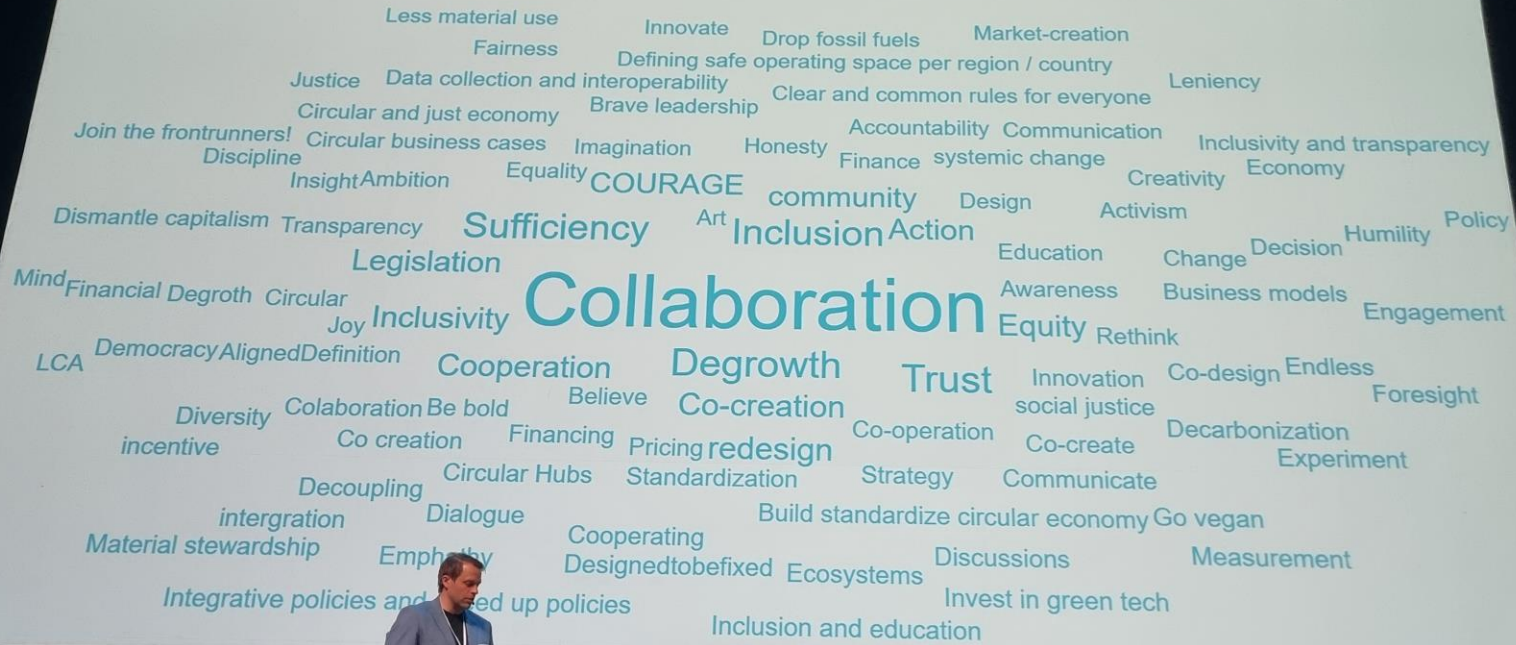 Less material use
Innovate
Drop fossil fuels
Market-creation
Fairness
Defining safe operating space per region / country
Justice
Data collection and interoperability
Leniency
Circular and just economy
Brave leadership
Clear and common rules for everyone
Join the frontrunners!
Circular business cases
Imagination
Honesty
Accountability
Communication
Inclusivity and transparency
Discipline
Finance
systemic change
Economy
Insight
Ambition
Equality
COURAGE
community
Design
Creativity
Activism
Dismantle capitalism
Transparency
Sufficiency
Art
Inclusion
Action
Education
Change
Decision
Humility
Policy
Legislation
Mind
Financial
Degroth
Circular
Joy
Inclusivity
Collaboration
Awareness
Business models
Equity
Rethink
Engagement
LCA
Democracy
Aligned
Definition
Cooperation
Degrowth
Trust
Innovation
Co-design
Endless
Believe
Co-creation
social justice
Foresight
Diversity
Colaboration
Be bold
incentive
Co creation
Financing
Pricing
redesign
Co-operation
Co-create
Decarbonization
Experiment
Circular Hubs
Standardization
Strategy
Communicate
Decoupling
intergration
Dialogue
Build standardize circular economy
Go vegan
Material stewardship
Cooperating
Designedtobefixed
Ecosystems
Discussions
Measurement
Integrative policies and
up policies
Invest in green tech
Inclusion and education